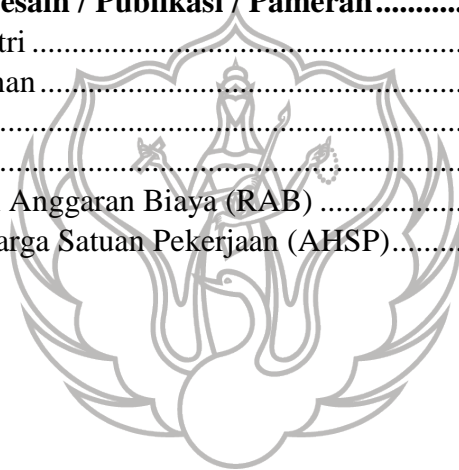 esain / Publikasi / Pameran...........
tri ..............................................................
nan............................................................
..................................................................
..................................................................
Anggaran Biaya (RAB) .....................
arga Satuan Pekerjaan (AHSP)..........